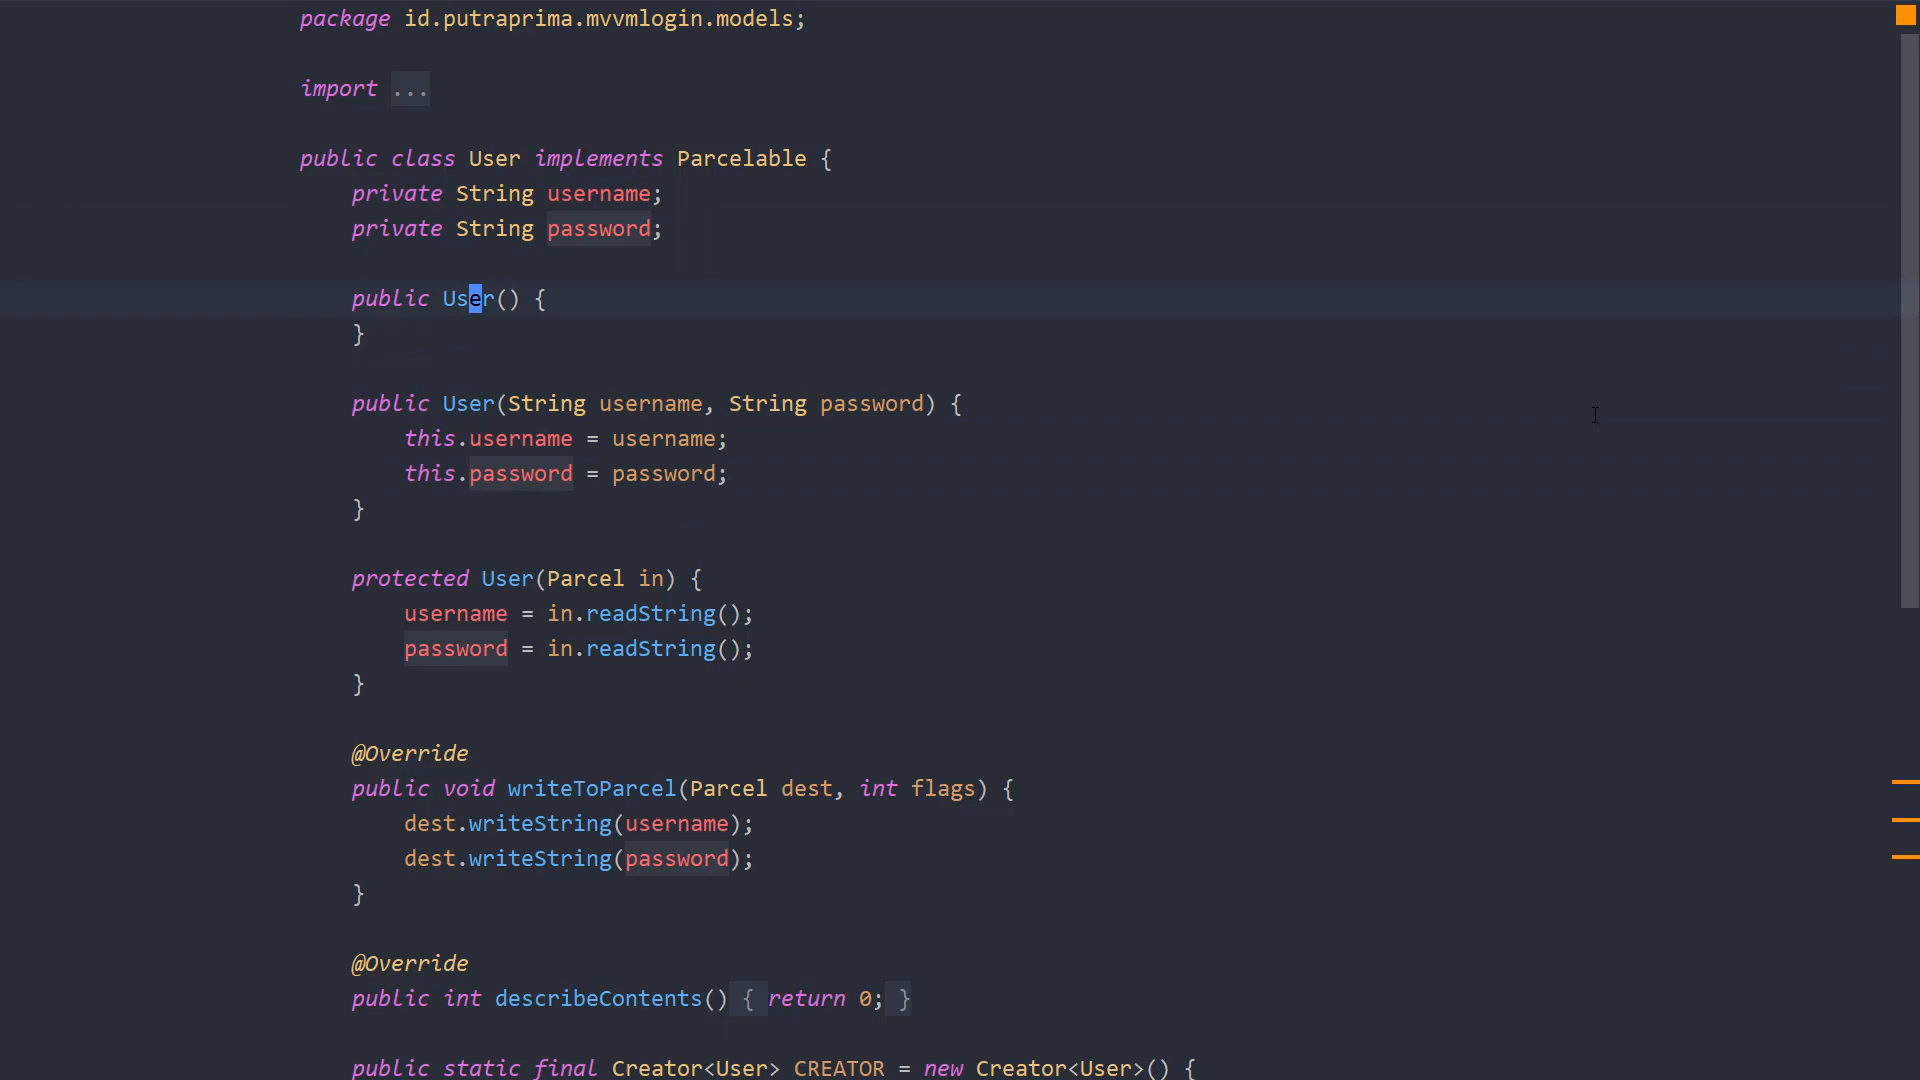 package id.putraprima.mvvmlogin.models;
import ...
public class User implements Parcelable {
private String username;
private String password;
public User() {
}
public User(String username, String password) {
this.username = username;
this.password = password;
}
protected User(Parcel in) {
username = in.readString();
password = in.readString();
}
@Override
public void writeToParcel(Parcel dest, int flags) {
dest.writeString(username);
dest.writeString(password);
}
@Override
public int describeContents() { return 0; }
public static final Creator<User> CREATOR = new Creator<User>() {